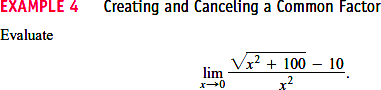 EXAMPLE 4 Creating and Canceling a Common Factor
Evaluate
lim x→0 (√(x² + 100) − 10) / x².